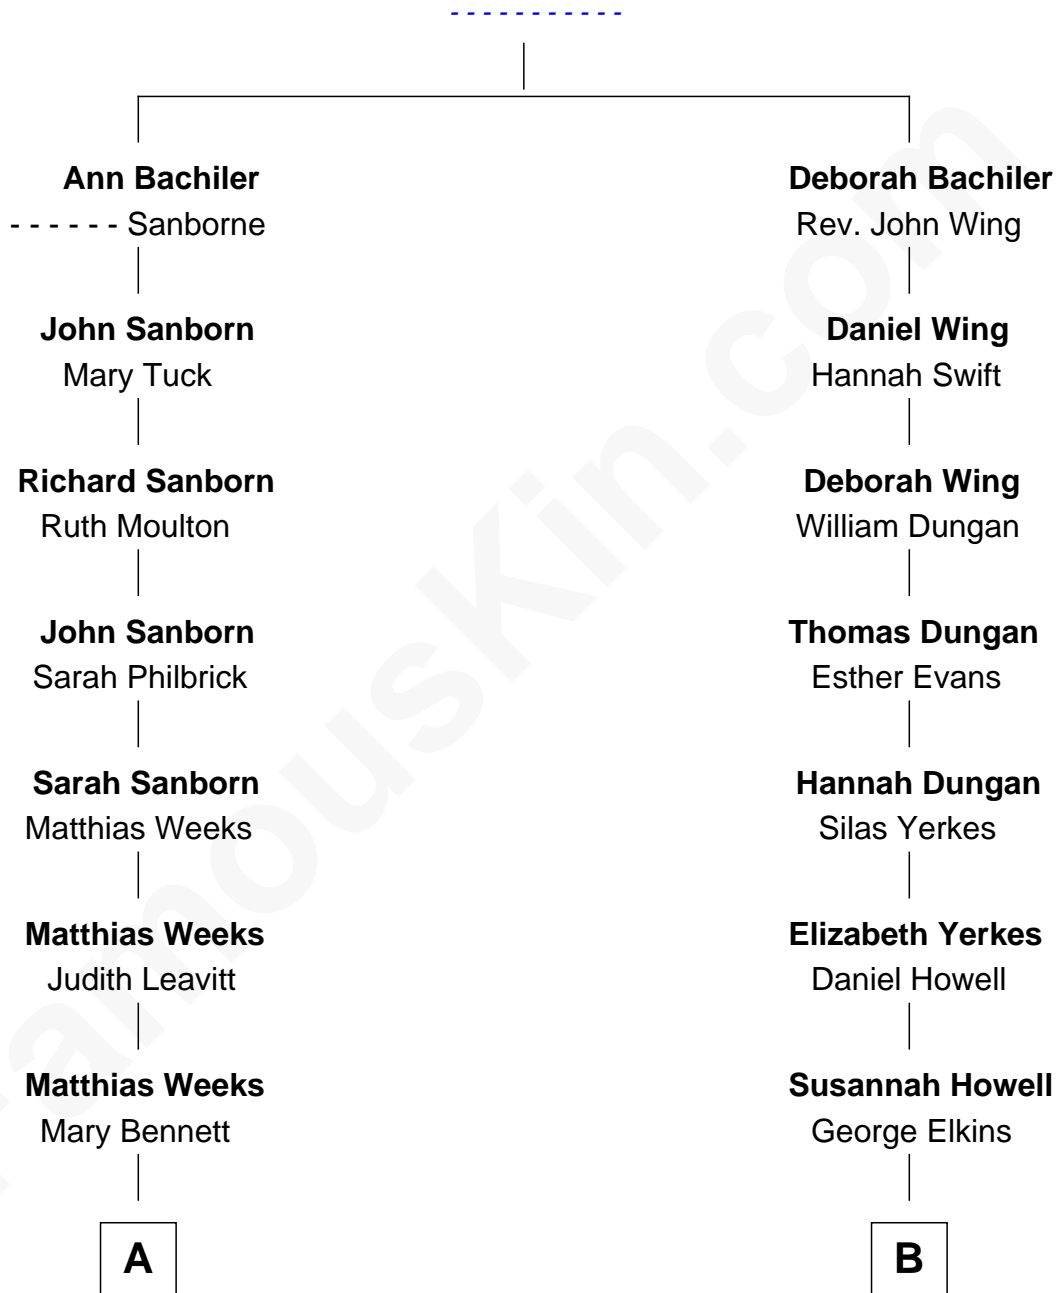 - - - - - - - - - - -
Ann Bachiler
- - - - - - Sanborne
John Sanborn
Mary Tuck
Richard Sanborn
Ruth Moulton
John Sanborn
Sarah Philbrick
Sarah Sanborn
Matthias Weeks
Matthias Weeks
Judith Leavitt
Matthias Weeks
Mary Bennett
A
Deborah Bachiler
Rev. John Wing
Daniel Wing
Hannah Swift
Deborah Wing
William Dungan
Thomas Dungan
Esther Evans
Hannah Dungan
Silas Yerkes
Elizabeth Yerkes
Daniel Howell
Susannah Howell
George Elkins
B
FamousKin.com